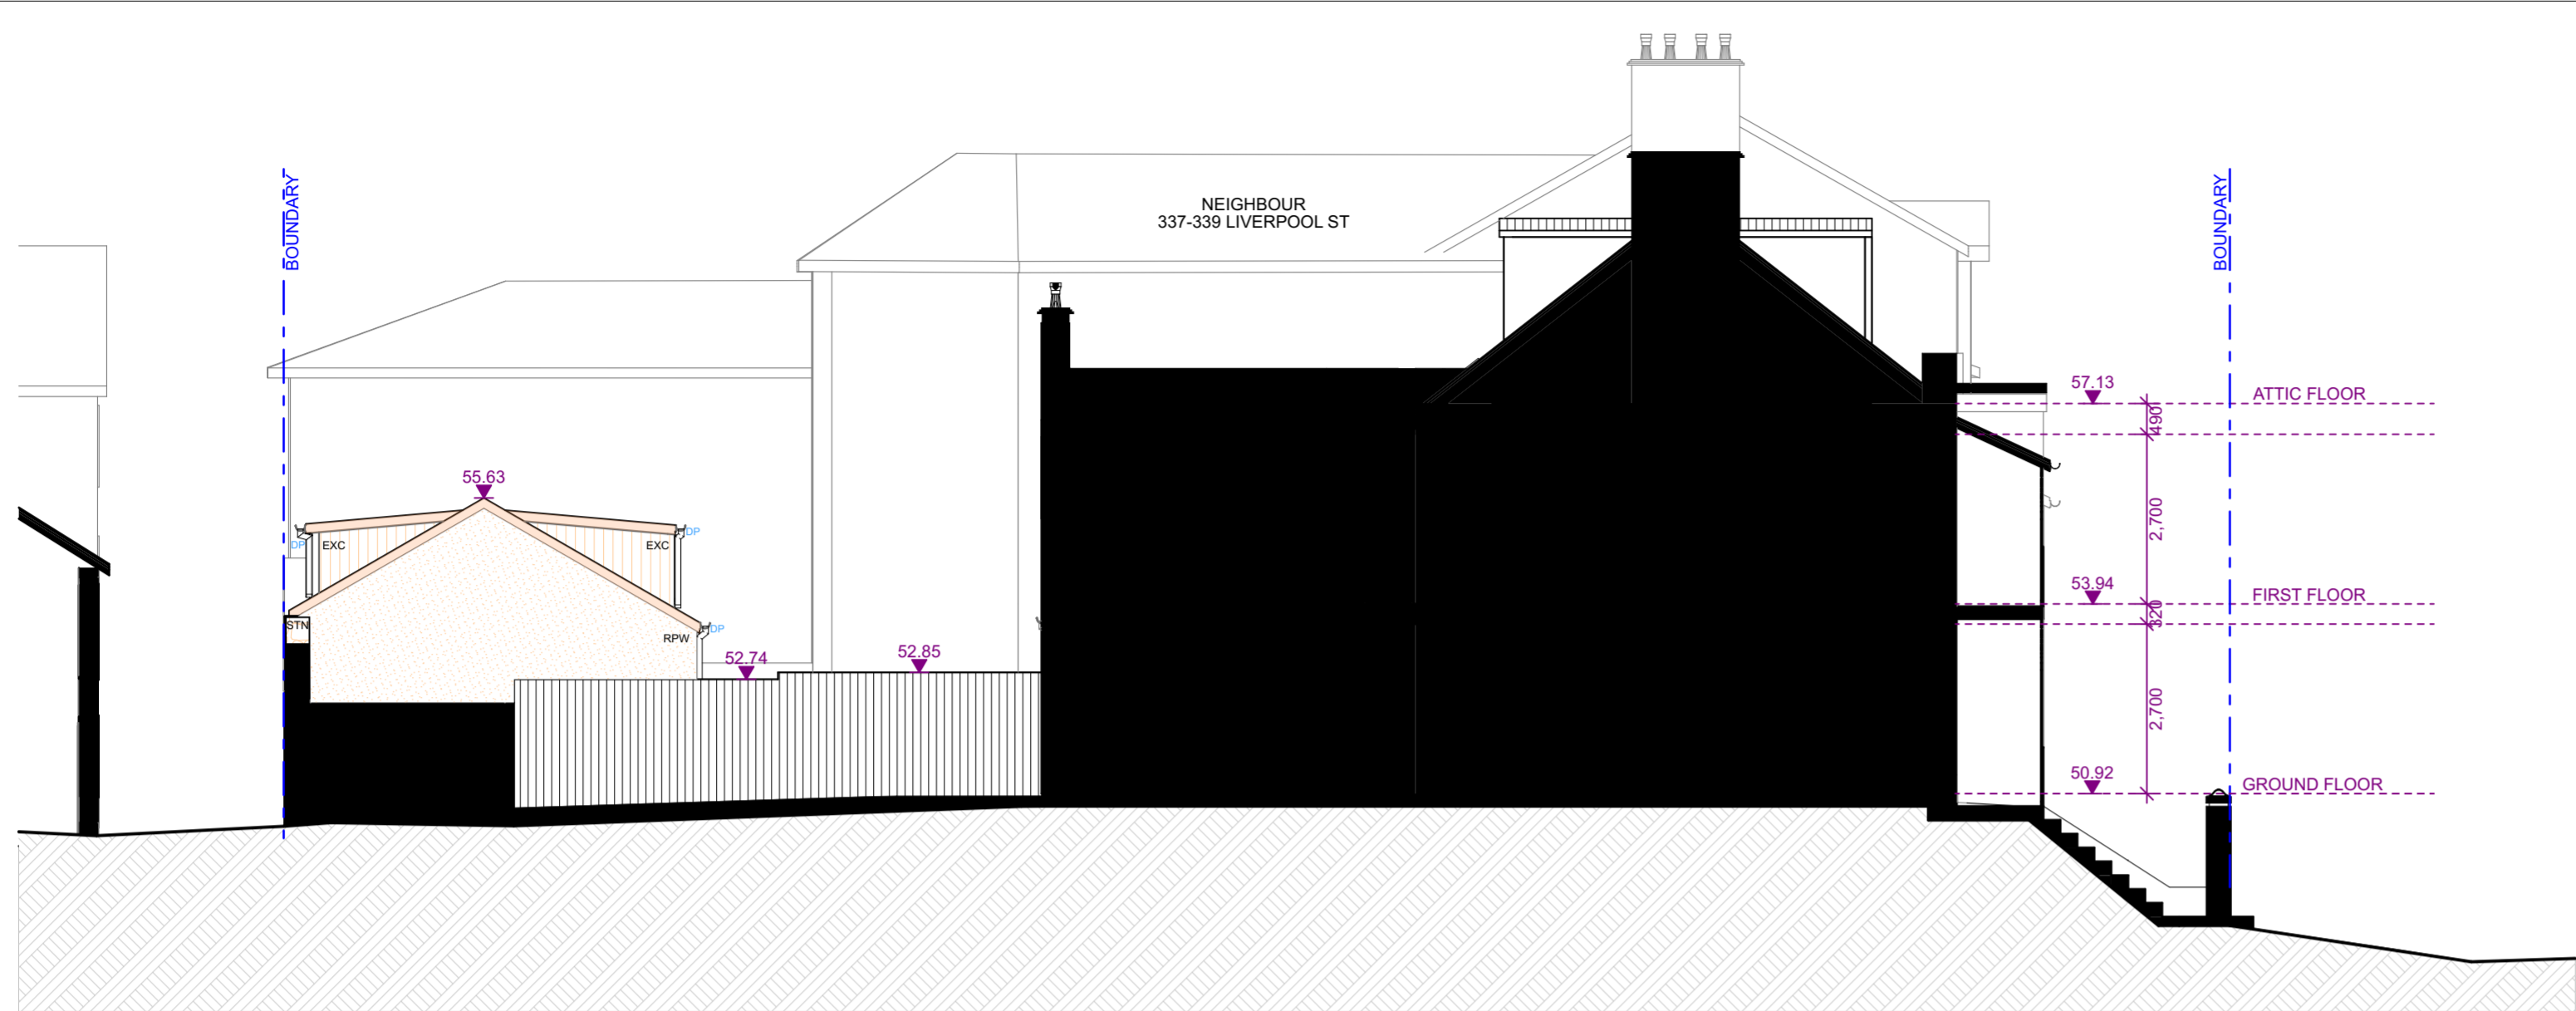 BOUNDARY
NEIGHBOUR
337-339 LIVERPOOL ST
BOUNDARY
57.13
ATTIC FLOOR
490
55.63
2,700
DP
DP
EXC
EXC
53.94
FIRST FLOOR
320
STN
DP
RPW
52.74
52.85
2,700
50.92
GROUND FLOOR